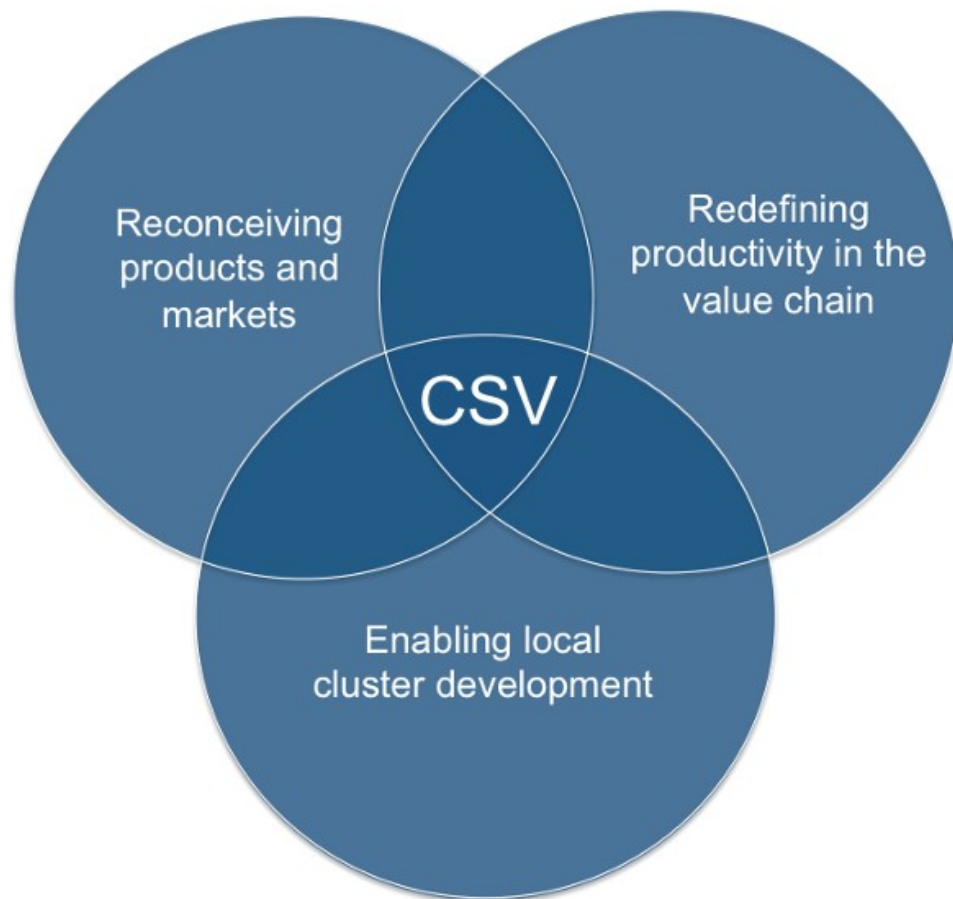 Reconceiving
products and
markets
Redefining
productivity in the
value chain
CSV
Enabling local
cluster development